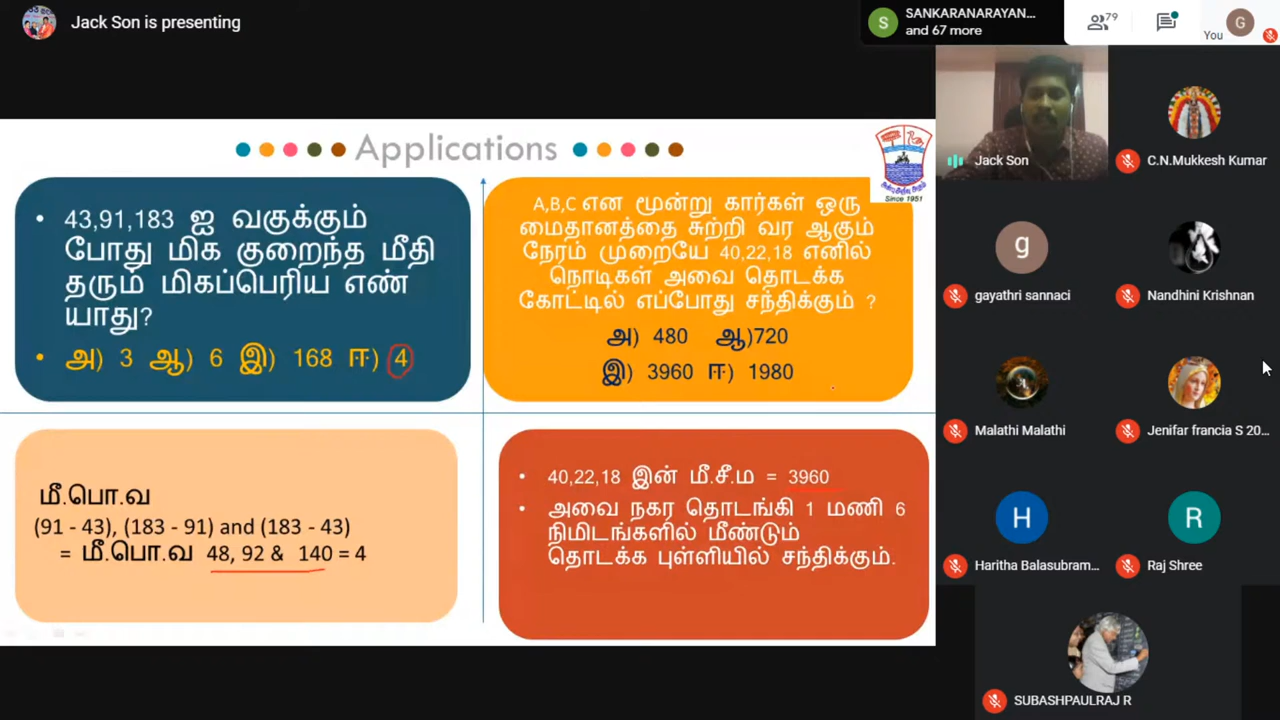 Jack Son is presenting
S
SANKARANARAYAN...
and 67 more
79
You
G
Applications
Since 1951
• 43,91,183 ஐ வகுக்கும்
போது மிக குறைந்த மீதி
தரும் மிகப்பெரிய எண்
யாது?
• அ) 3 ஆ) 6 இ) 168 ஈ) 4
A,B,C என மூன்று கார்கள் ஒரு
மைதானத்தை சுற்றி வர ஆகும்
நேரம் முறையே 40,22,18 எனில்
நொடிகள் அவை தொடக்க
கோட்டில் எப்போது சந்திக்கும் ?
அ) 480 ஆ)720
இ) 3960 ஈ) 1980
மீ.பொ.வ
(91 - 43), (183 - 91) and (183 - 43)
= மீ.பொ.வ 48, 92 & 140 = 4
• 40,22,18 இன் மீ.சீ.ம = 3960
• அவை நகர தொடங்கி 1 மணி 6
நிமிடங்களில் மீண்டும்
தொடக்க புள்ளியில் சந்திக்கும்.
Jack Son
C.N.Mukkesh Kumar
g
gayathri sannaci
Nandhini Krishnan
Malathi Malathi
Jenifar francia S 20...
H
Haritha Balasubram...
R
Raj Shree
SUBASHPAULRAJ R